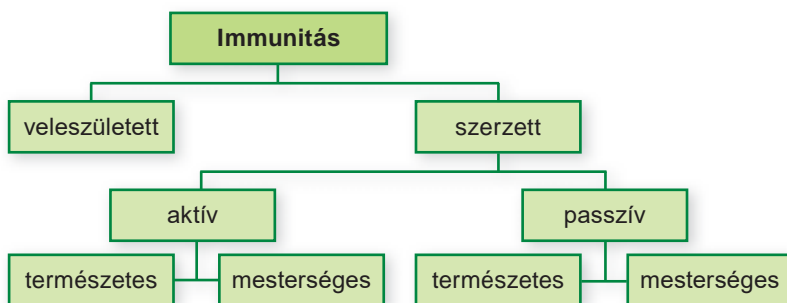 Immunitás
veleszületett
szerzett
aktív
passzív
természetes
mesterséges
természetes
mesterséges